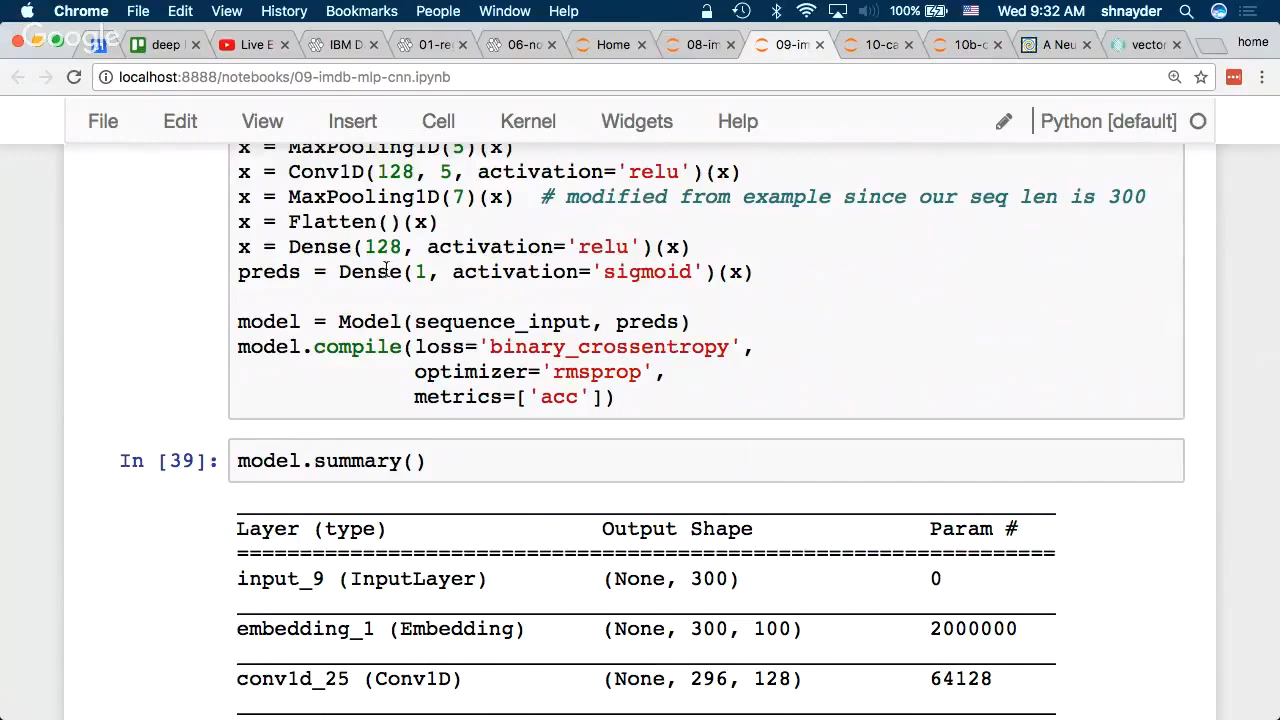 Chrome File Edit View History Bookmarks People Window Help 100% Wed 9:32 AM shnayder
Google
deep l Live E IBM D 01-re 06-nu Home 08-im 09-im 10-ca 10b-c A Neu vector home
localhost:8888/notebooks/09-imdb-mlp-cnn.ipynb
File Edit View Insert Cell Kernel Widgets Help Python [default]
x = MaxPooling1D(5)(x)
x = Conv1D(128, 5, activation='relu')(x)
x = MaxPooling1D(7)(x)  # modified from example since our seq len is 300
x = Flatten()(x)
x = Dense(128, activation='relu')(x)
preds = Dense(1, activation='sigmoid')(x)
model = Model(sequence_input, preds)
model.compile(loss='binary_crossentropy',
optimizer='rmsprop',
metrics=['acc'])
In [39]: model.summary()
Layer (type) Output Shape Param #
=================================================================
input_9 (InputLayer) (None, 300) 0
embedding_1 (Embedding) (None, 300, 100) 2000000
conv1d_25 (Conv1D) (None, 296, 128) 64128